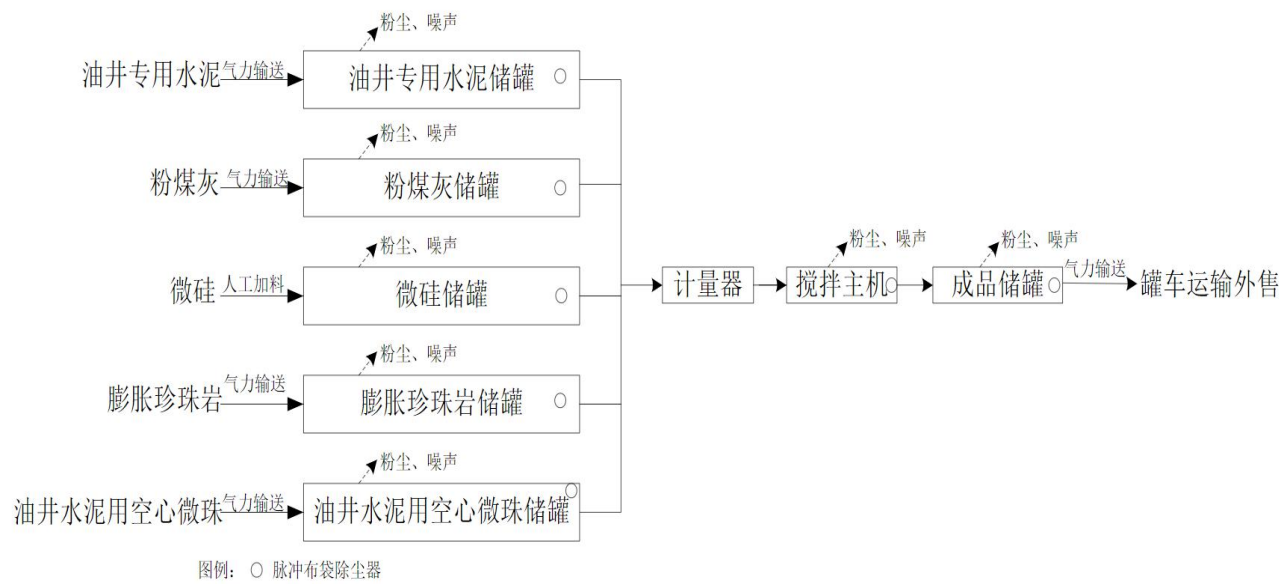 粉尘、噪声
油井专用水泥 气力输送 油井专用水泥储罐
粉尘、噪声
粉煤灰 气力输送 粉煤灰储罐
粉尘、噪声
微硅 人工加料 微硅储罐
计量器 搅拌主机 成品储罐 气力输送 罐车运输外售
粉尘、噪声 粉尘、噪声
粉尘、噪声
膨胀珍珠岩 气力输送 膨胀珍珠岩储罐
粉尘、噪声
油井水泥用空心微珠 气力输送 油井水泥用空心微珠储罐
图例: ○ 脉冲布袋除尘器